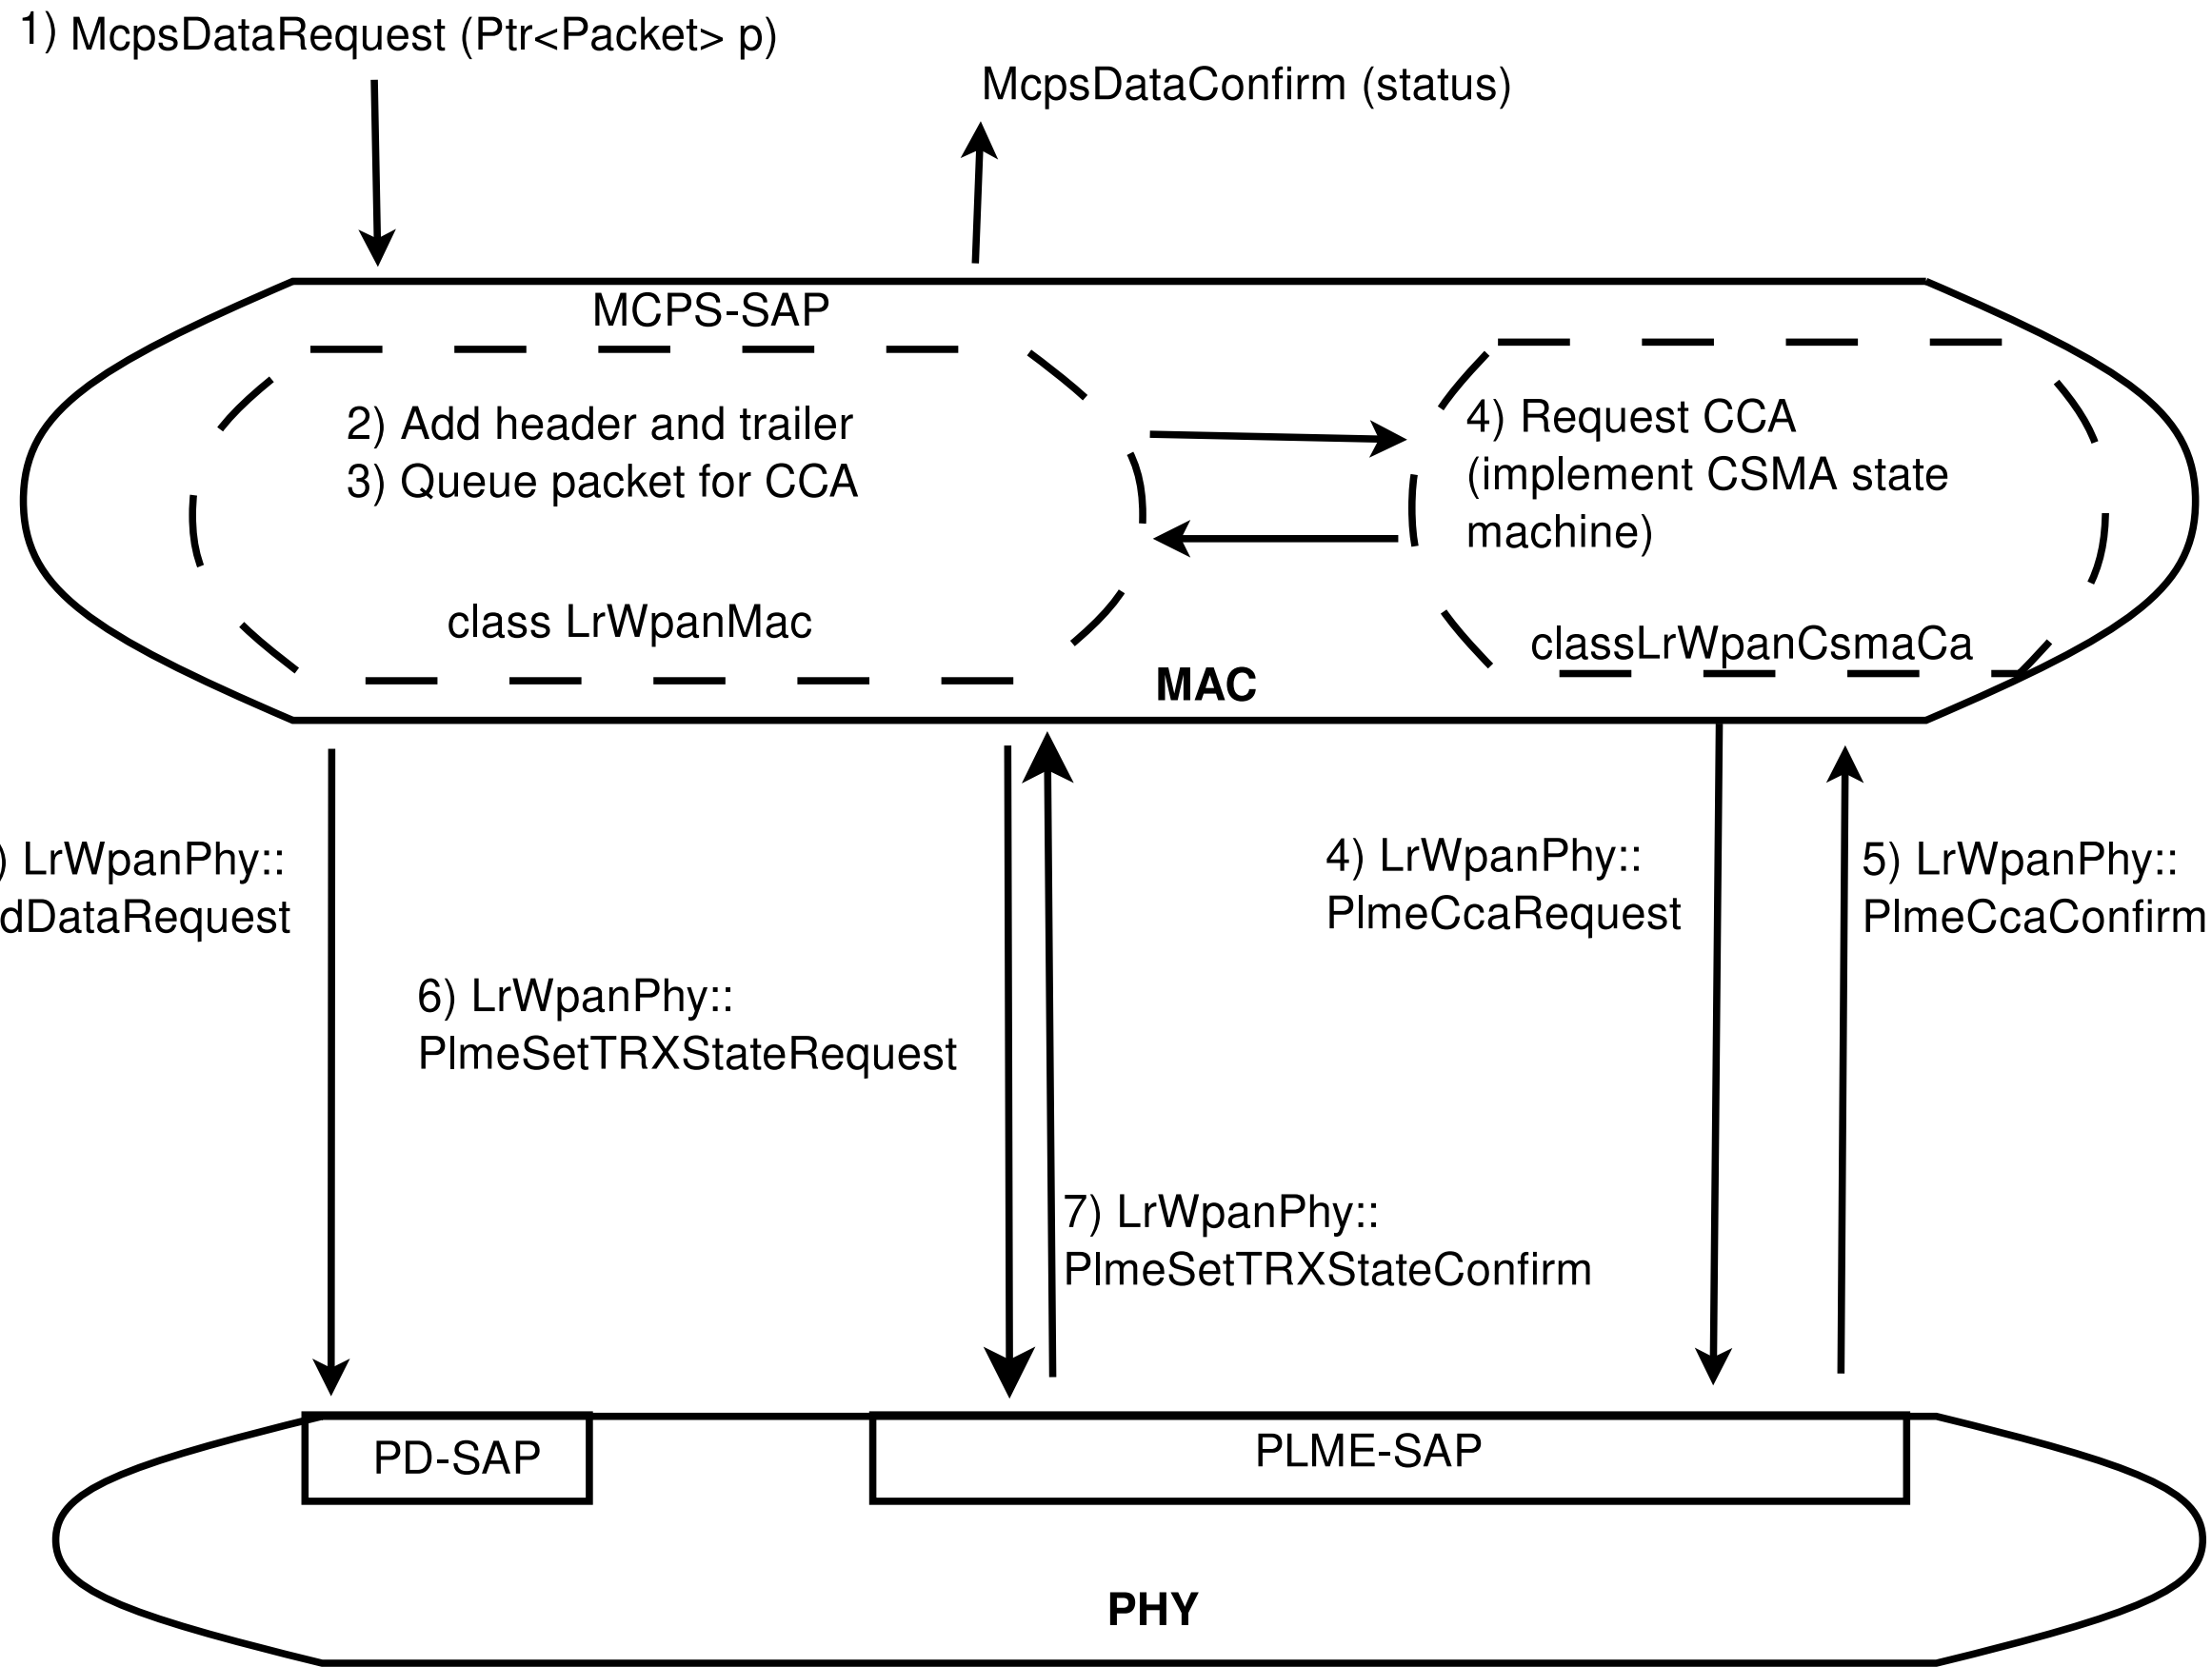 1) McpsDataRequest (Ptr<Packet> p)
McpsDataConfirm (status)
MCPS-SAP
2) Add header and trailer
3) Queue packet for CCA
class LrWpanMac
4) Request CCA
(implement CSMA state
machine)
classLrWpanCsmaCa
MAC
) LrWpanPhy::
dDataRequest
6) LrWpanPhy::
PlmeSetTRXStateRequest
7) LrWpanPhy::
PlmeSetTRXStateConfirm
4) LrWpanPhy::
PlmeCcaRequest
5) LrWpanPhy::
PlmeCcaConfirm
PD-SAP
PLME-SAP
PHY